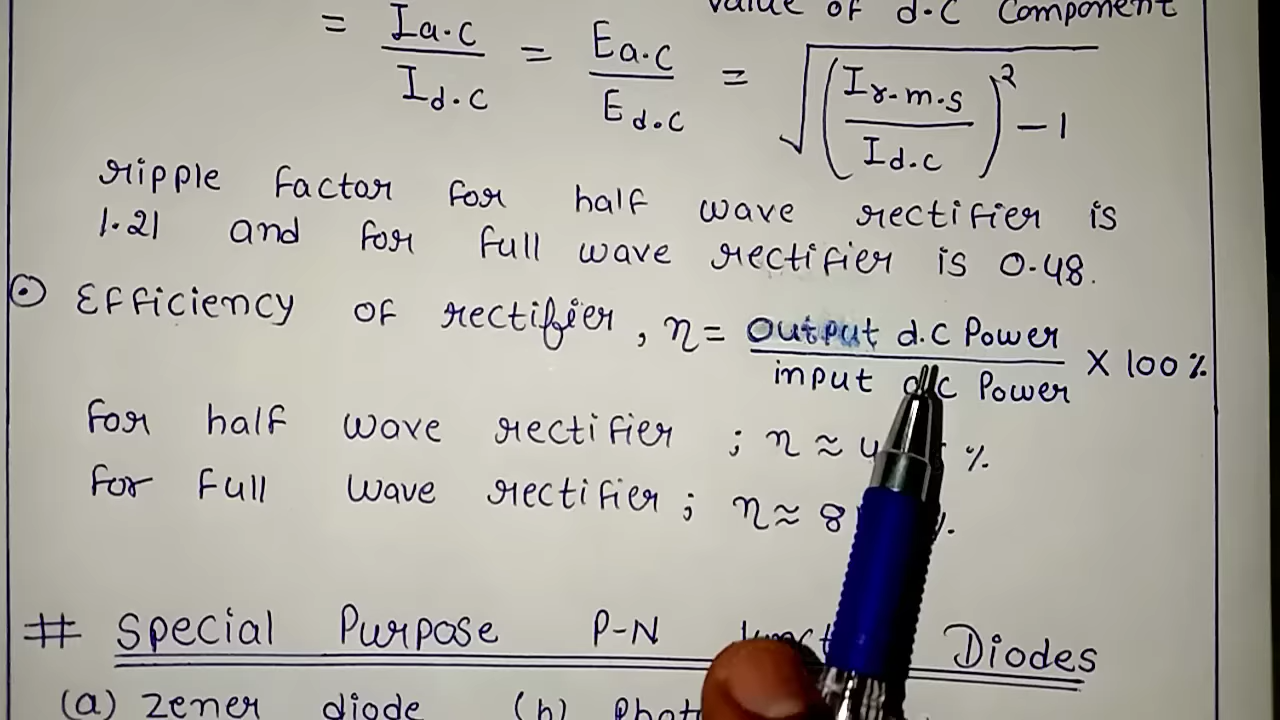 value of d.c component
= Ia.c / Id.c = Ea.c / Ed.c = √((Ir.m.s / Id.c)² - 1)
ripple factor for half wave rectifier is
1.21 and for full wave rectifier is 0.48.
⊙ Efficiency of rectifier, η = output d.c Power / input d.c Power × 100%
for half wave rectifier ; η ≈ %
for full wave rectifier ; η ≈ %.
# Special Purpose P-N Diodes
(a) zener diode (b)